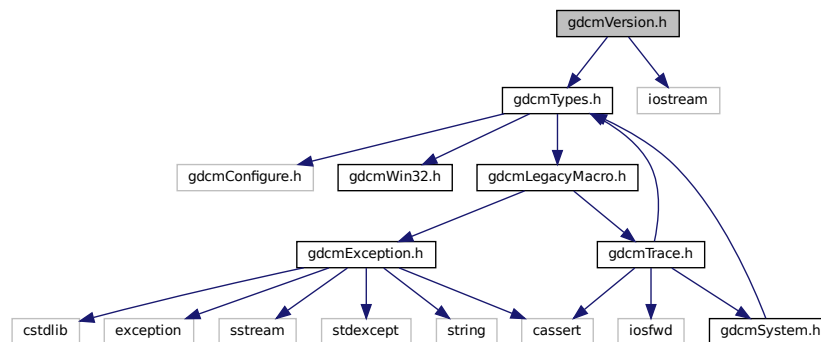 gdcmVersion.h
gdcmTypes.h
iostream
gdcmConfigure.h
gdcmWin32.h
gdcmLegacyMacro.h
gdcmException.h
gdcmTrace.h
cstdlib
exception
sstream
stdexcept
string
cassert
iosfwd
gdcmSystem.h